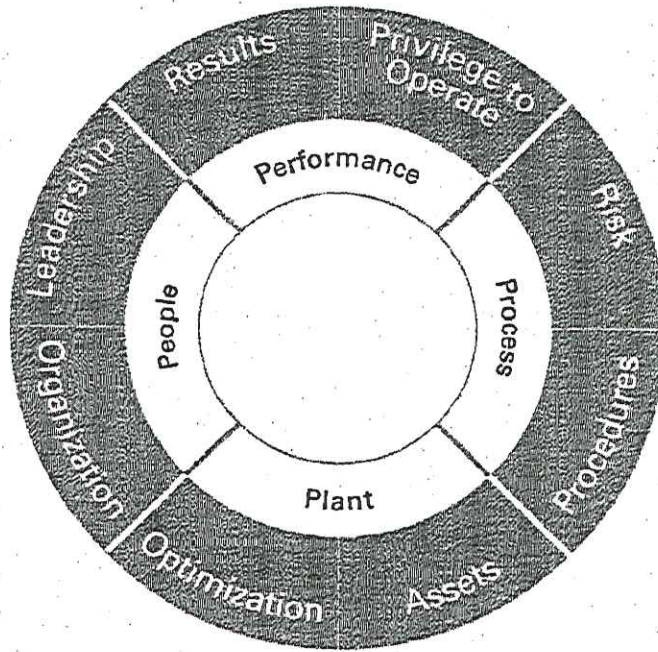 Results
Privilege to
Operate
Risk
Procedures
Assets
Optimization
Organization
Leadership
Performance
Process
Plant
People